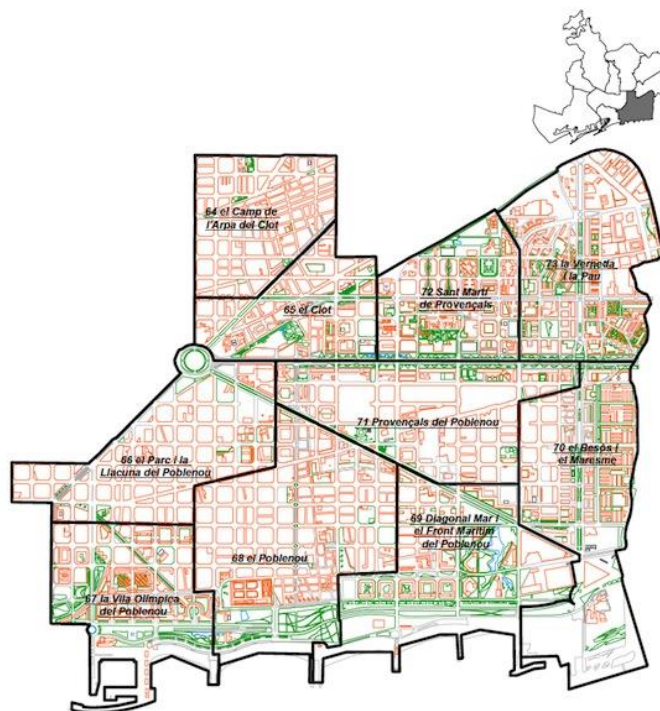 64 el Camp de
l'Arpa del Clot
73 la Verneda
i la Pau
72 Sant Martí
de Provençals
65 el Clot
71 Provençals del Poblenou
70 el Besòs i
el Maresme
66 el Parc i la
Llacuna del Poblenou
69 Diagonal Mar i
el Front Marítim
del Poblenou
68 el Poblenou
67 la Vila Olímpica
del Poblenou